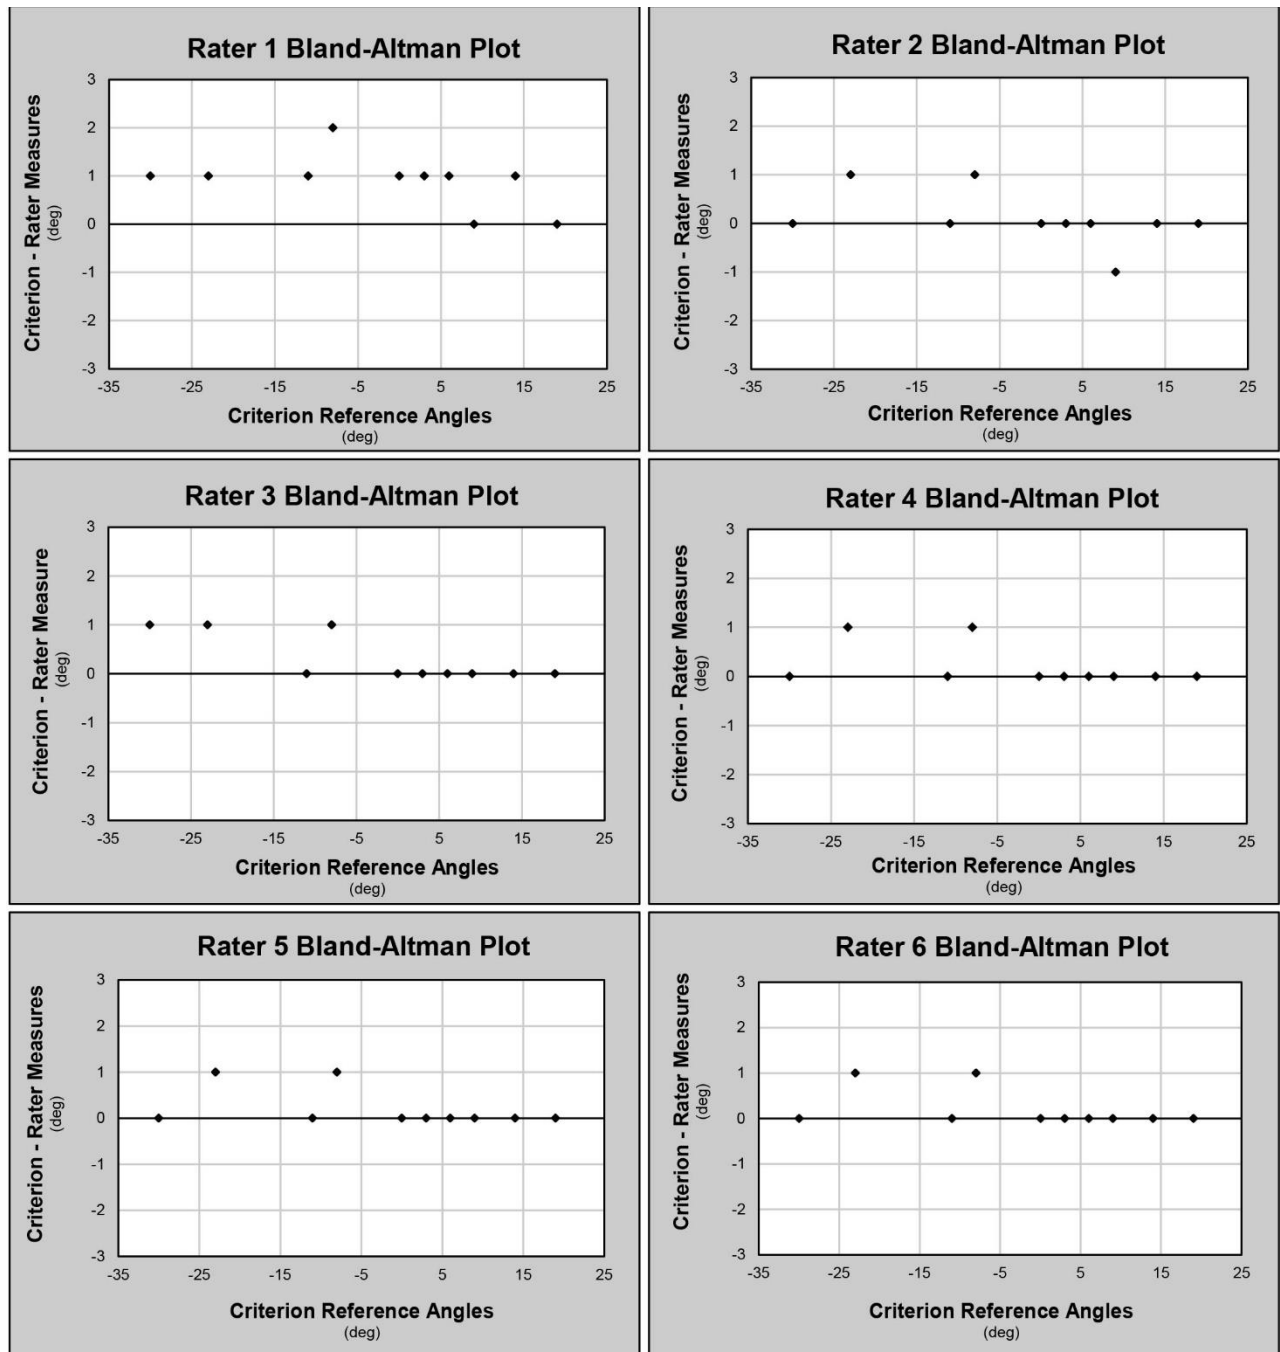 Rater 1 Bland-Altman Plot
Criterion - Rater Measures
(deg)
3
2
1
0
-1
-2
-3
-35
-25
-15
-5
5
15
25
Criterion Reference Angles
(deg)
Rater 2 Bland-Altman Plot
Criterion - Rater Measures
(deg)
3
2
1
0
-1
-2
-3
-35
-25
-15
-5
5
15
25
Criterion Reference Angles
(deg)
Rater 3 Bland-Altman Plot
Criterion - Rater Measure
(deg)
3
2
1
0
-1
-2
-3
-35
-25
-15
-5
5
15
25
Criterion Reference Angles
(deg)
Rater 4 Bland-Altman Plot
Criterion - Rater Measures
(deg)
3
2
1
0
-1
-2
-3
-35
-25
-15
-5
5
15
25
Criterion Reference Angles
(deg)
Rater 5 Bland-Altman Plot
Criterion - Rater Measures
(deg)
3
2
1
0
-1
-2
-3
-35
-25
-15
-5
5
15
25
Criterion Reference Angles
(deg)
Rater 6 Bland-Altman Plot
Criterion - Rater Measures
(deg)
3
2
1
0
-1
-2
-3
-35
-25
-15
-5
5
15
25
Criterion Reference Angles
(deg)